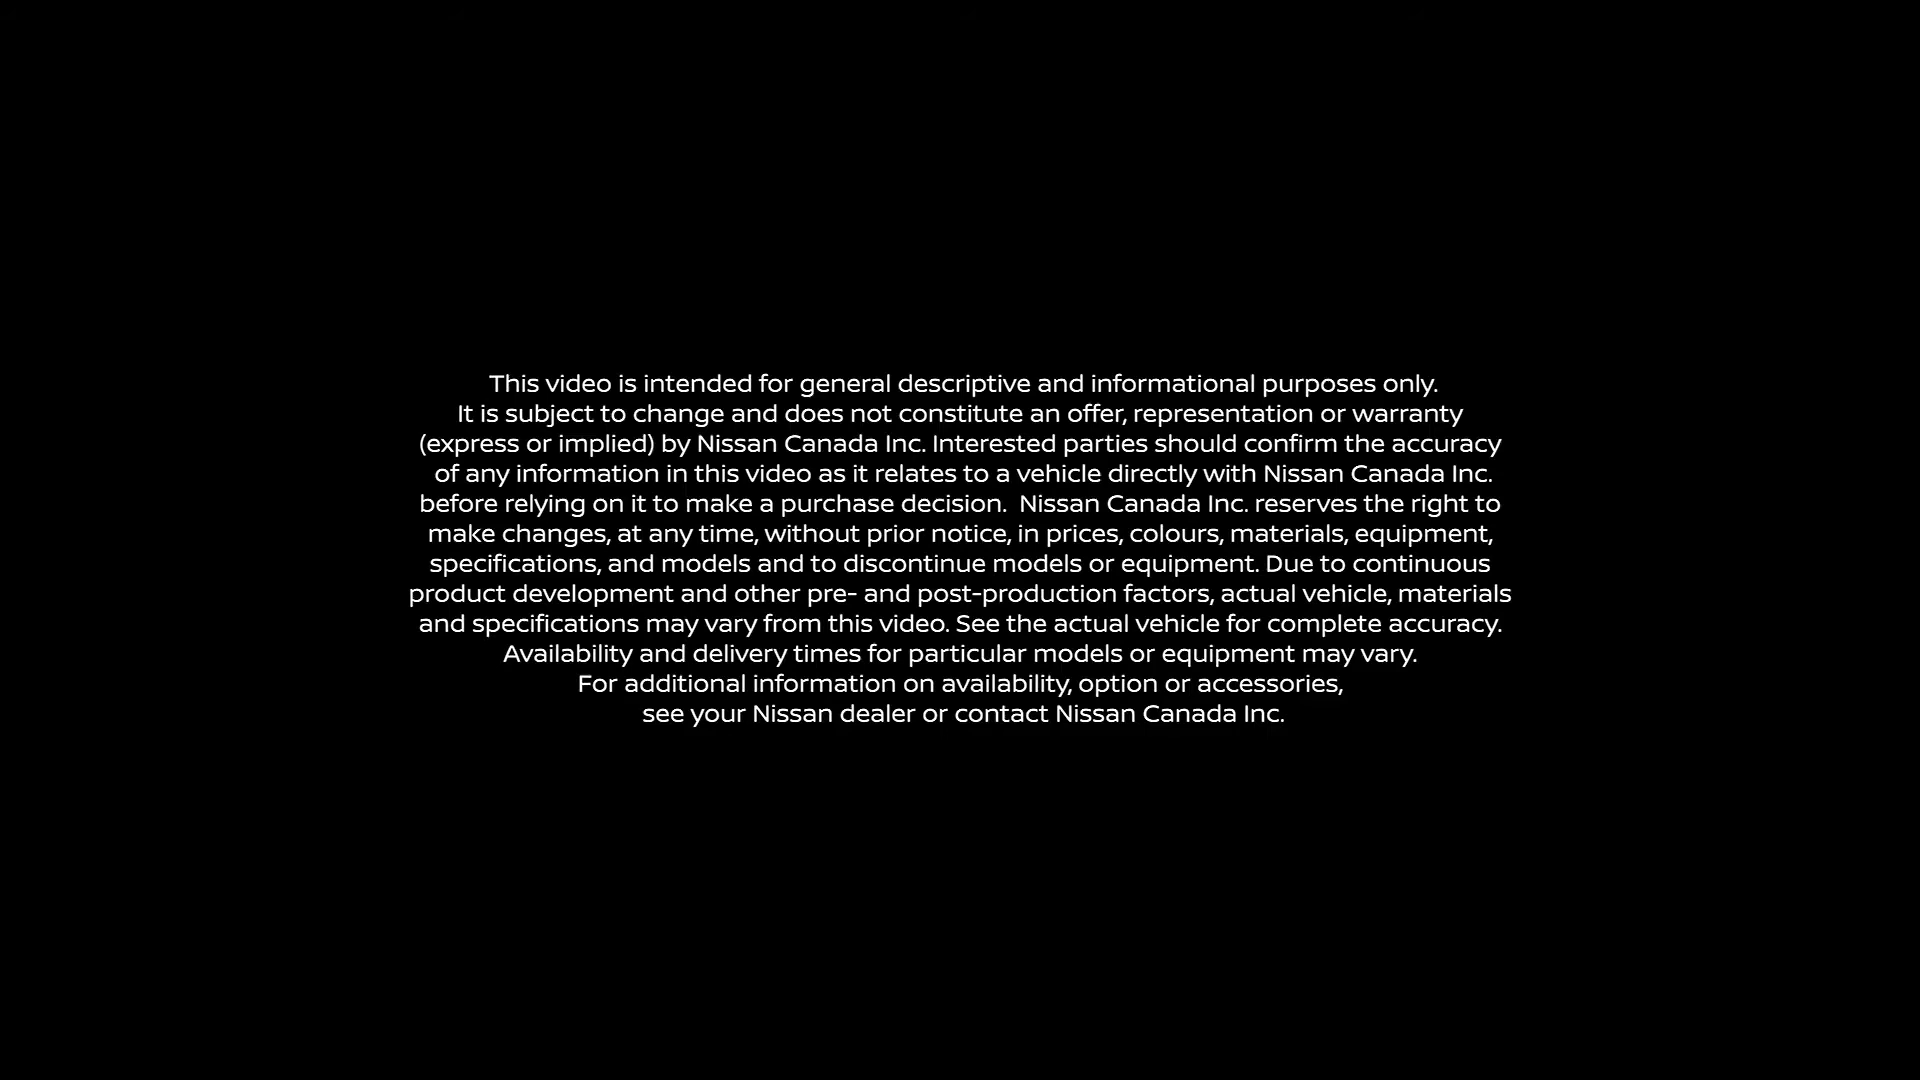 This video is intended for general descriptive and informational purposes only.
It is subject to change and does not constitute an offer, representation or warranty
(express or implied) by Nissan Canada Inc. Interested parties should confirm the accuracy
of any information in this video as it relates to a vehicle directly with Nissan Canada Inc.
before relying on it to make a purchase decision.  Nissan Canada Inc. reserves the right to
make changes, at any time, without prior notice, in prices, colours, materials, equipment,
specifications, and models and to discontinue models or equipment. Due to continuous
product development and other pre- and post-production factors, actual vehicle, materials
and specifications may vary from this video. See the actual vehicle for complete accuracy.
Availability and delivery times for particular models or equipment may vary.
For additional information on availability, option or accessories,
see your Nissan dealer or contact Nissan Canada Inc.